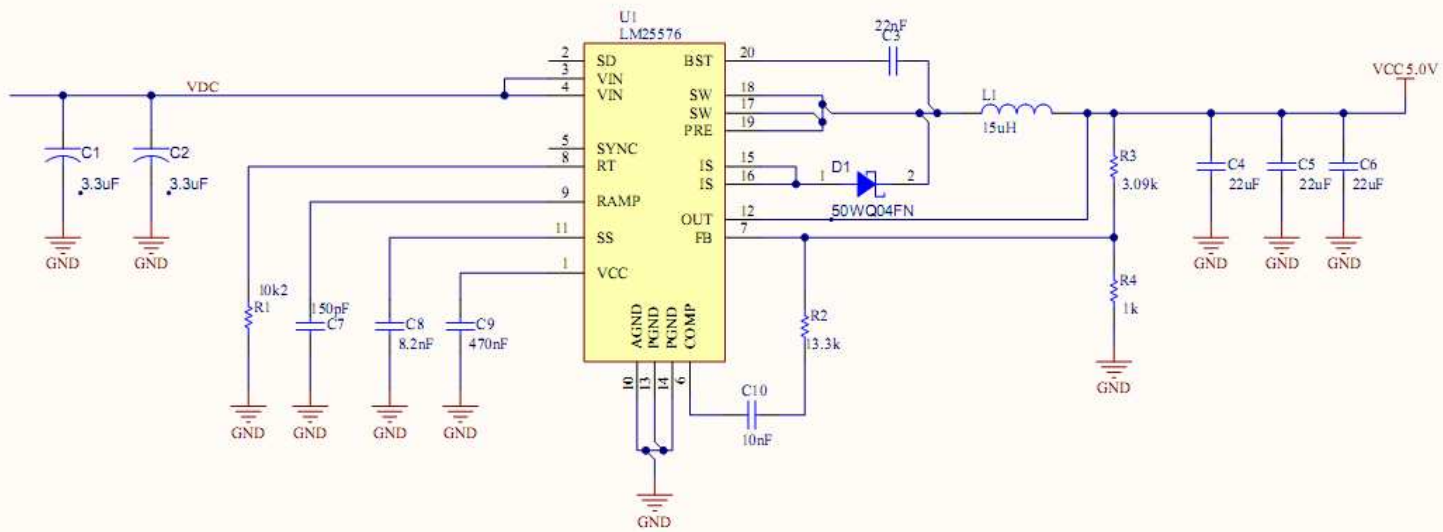 U1
LM25576
2 SD
3 VIN
4 VIN
5 SYNC
8 RT
9 RAMP
11 SS
1 VCC
BST 20
SW 18
SW 17
PRE 19
IS 15
IS 16
OUT 12
FB 7
AGND
PGND
PGND
COMP
10
13
14
6
VDC
C1
3.3uF
GND
C2
3.3uF
GND
10k2
R1
GND
150pF
C7
GND
C8
8.2nF
GND
C9
470nF
GND
GND
C10
10nF
R2
13.3k
22nF
C3
1 D1 2
50WQ04FN
L1
15uH
R3
3.09k
R4
1k
GND
VCC5.0V
C4
22uF
GND
C5
22uF
GND
C6
22uF
GND